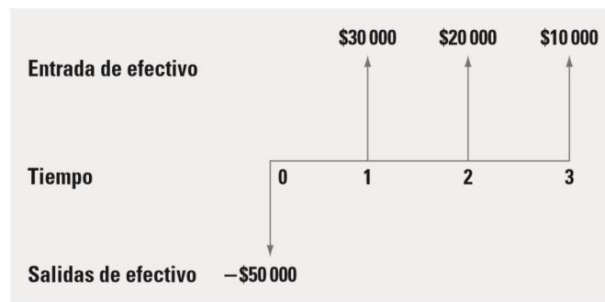 $30 000 $20 000 $10 000
Entrada de efectivo
Tiempo 0 1 2 3
Salidas de efectivo –$50 000